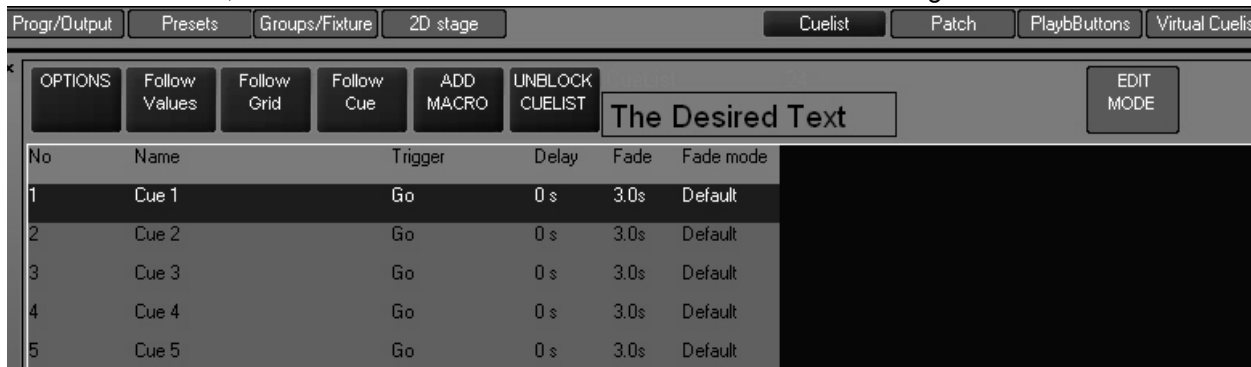 Progr/Output Presets Groups/Fixture 2D stage Cuelist Patch PlaybButtons Virtual Cuelis
OPTIONS Follow Values Follow Grid Follow Cue ADD MACRO UNBLOCK CUELIST The Desired Text EDIT MODE
No Name Trigger Delay Fade Fade mode
1 Cue 1 Go 0 s 3.0s Default
2 Cue 2 Go 0 s 3.0s Default
3 Cue 3 Go 0 s 3.0s Default
4 Cue 4 Go 0 s 3.0s Default
5 Cue 5 Go 0 s 3.0s Default